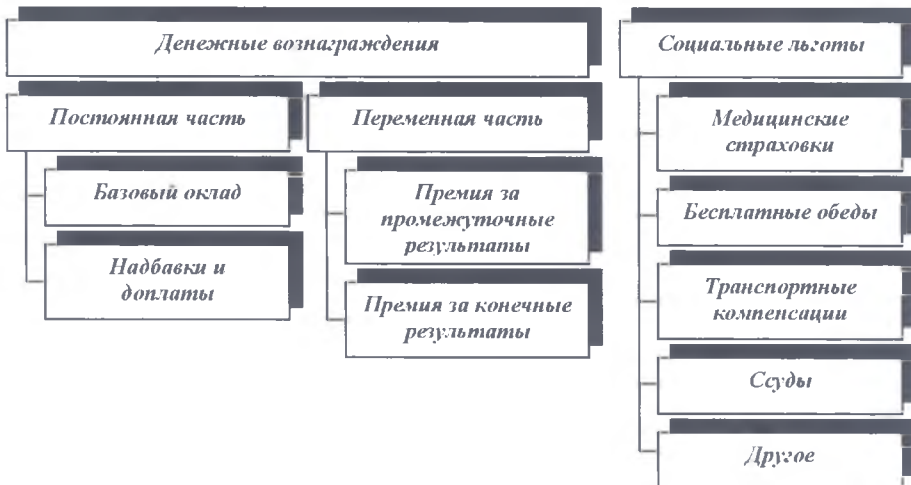 Денежные вознаграждения
Социальные льготы
Постоянная часть
Переменная часть
Базовый оклад
Надбавки и
доплаты
Премия за
промежуточные
результаты
Премия за конечные
результаты
Медицинские
страховки
Бесплатные обеды
Транспортные
компенсации
Ссуды
Другое